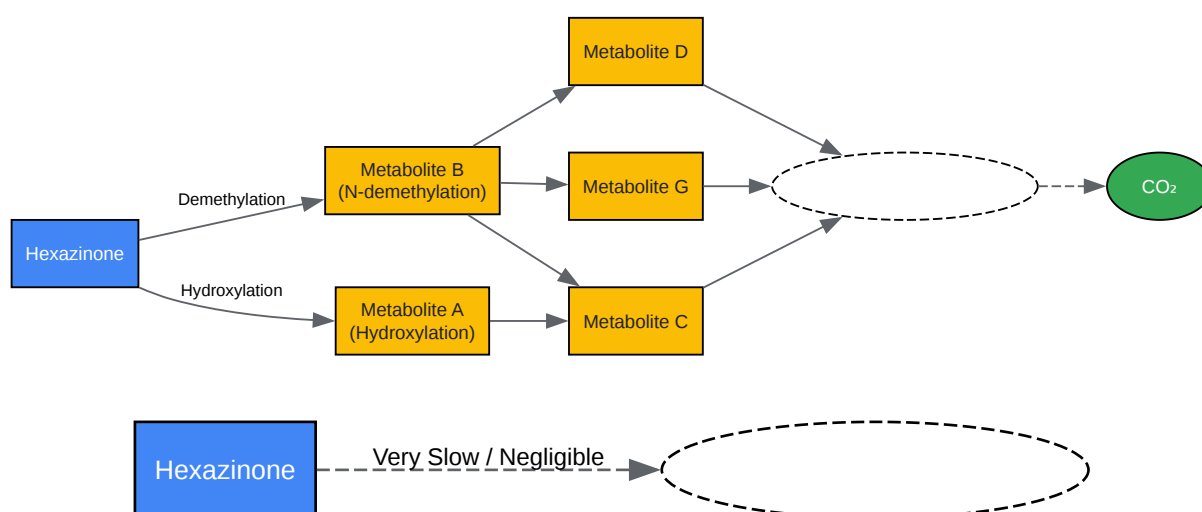 Metabolite D
Metabolite B
(N-demethylation)
Demethylation
Metabolite G
CO₂
Hexazinone
Hydroxylation
Metabolite A
(Hydroxylation)
Metabolite C
Hexazinone
Very Slow / Negligible